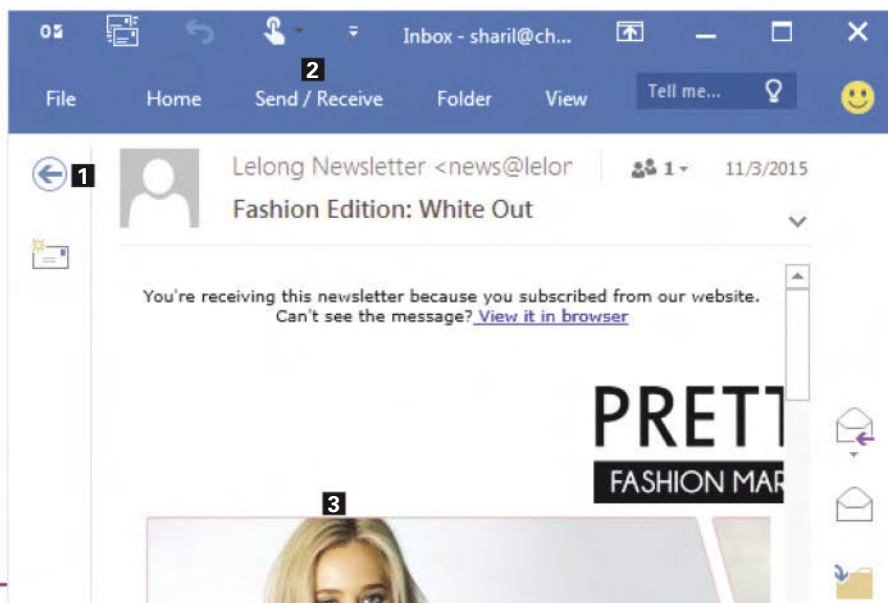 Inbox - sharil@ch...
2
File Home Send / Receive Folder View Tell me...
1
Lelong Newsletter <news@lelor 1 11/3/2015
Fashion Edition: White Out
You're receiving this newsletter because you subscribed from our website.
Can't see the message? View it in browser
PRETT
FASHION MAR
3